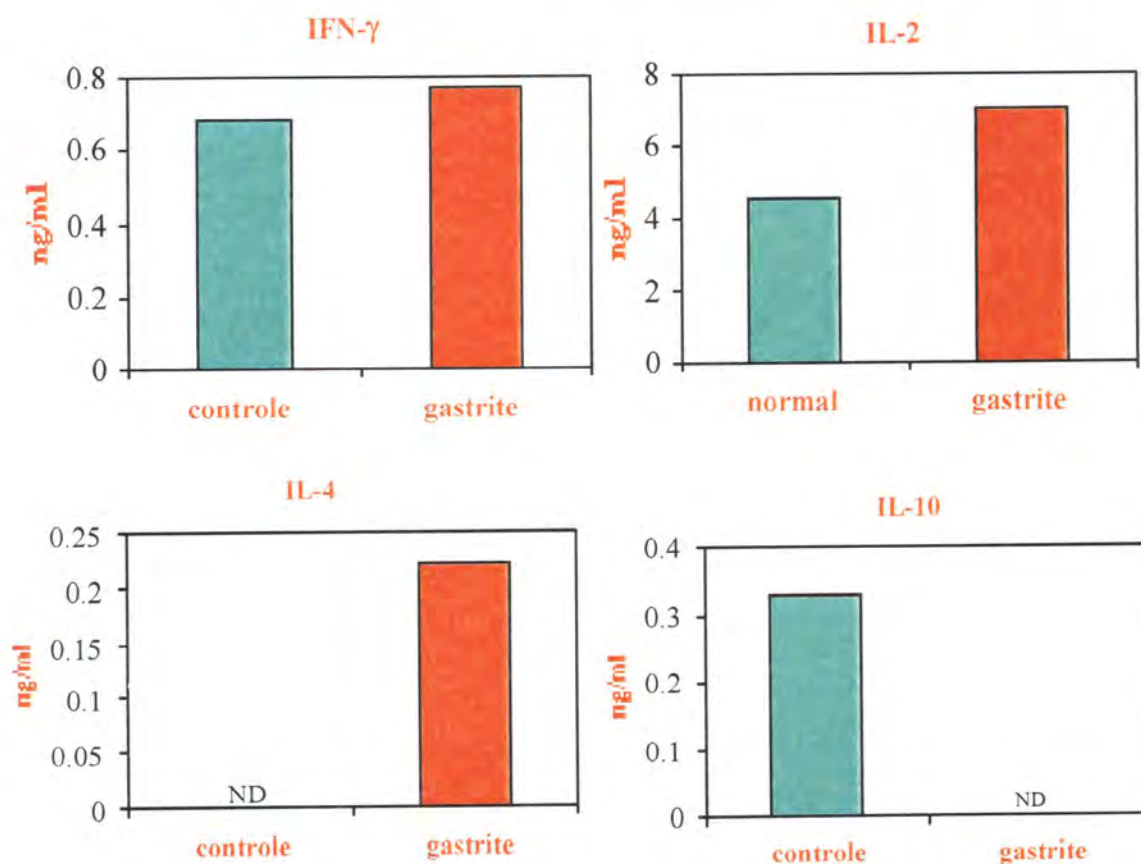 IFN-γ
0.8
0.6
0.4
0.2
0
ng/ml
controle gastrite
IL-2
8
6
4
2
0
ng/ml
normal gastrite
IL-4
0.25
0.2
0.15
0.1
0.05
0
ng/ml
ND
controle gastrite
IL-10
0.4
0.3
0.2
0.1
0
ng/ml
ND
controle gastrite